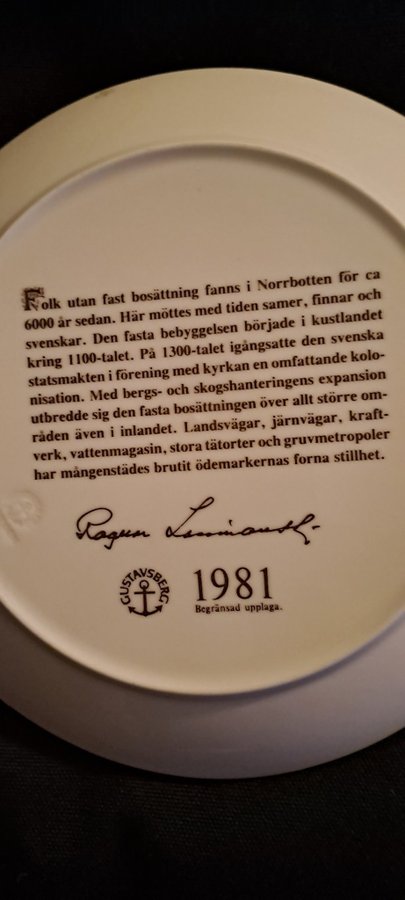 Folk utan fast bosättning fanns i Norrbotten för ca
6000 år sedan. Här möttes med tiden samer, finnar och
svenskar. Den fasta bebyggelsen började i kustlandet
kring 1100-talet. På 1300-talet igångsatte den svenska
statsmakten i förening med kyrkan en omfattande kolo-
nisation. Med bergs- och skogshanteringens expansion
utbredde sig den fasta bosättningen över allt större om-
råden även i inlandet. Landsvägar, järnvägar, kraft-
verk, vattenmagasin, stora tätorter och gruvmetropoler
har mångenstädes brutit ödemarkernas forna stillhet.
GUSTAVSBERG
1981
Begränsad upplaga.